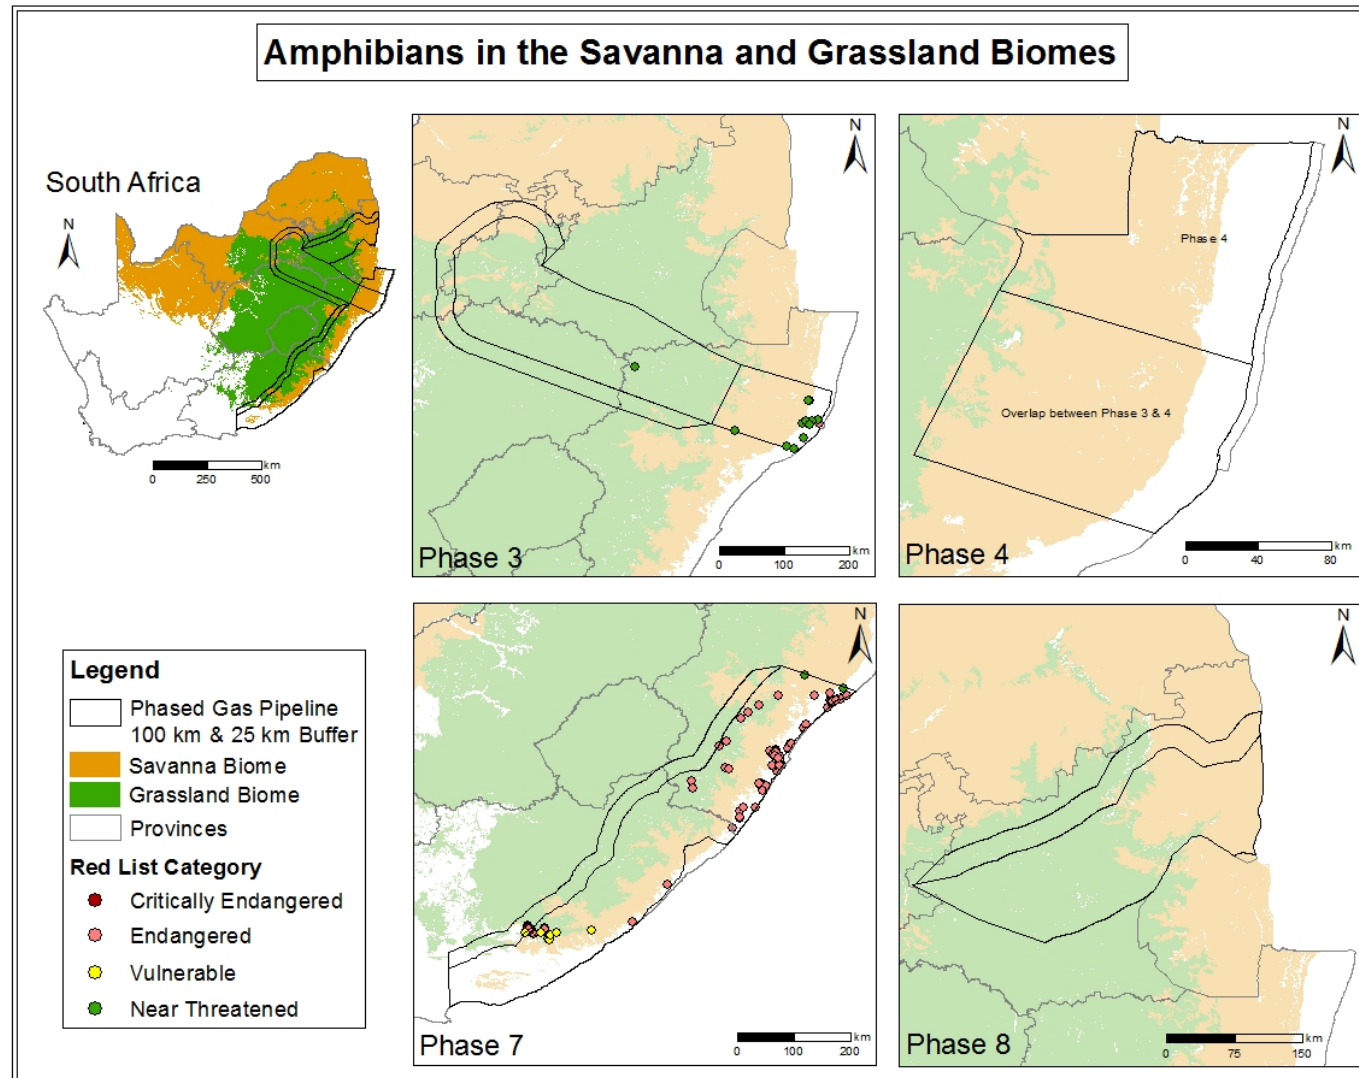 Amphibians in the Savanna and Grassland Biomes
South Africa
N
km
0 250 500
N
Phase 3
km
0 100 200
N
Phase 4
Overlap between Phase 3 & 4
Phase 4
km
0 40 80
Legend
Phased Gas Pipeline
100 km & 25 km Buffer
Savanna Biome
Grassland Biome
Provinces
Red List Category
Critically Endangered
Endangered
Vulnerable
Near Threatened
N
Phase 7
km
0 100 200
N
Phase 8
km
0 75 150